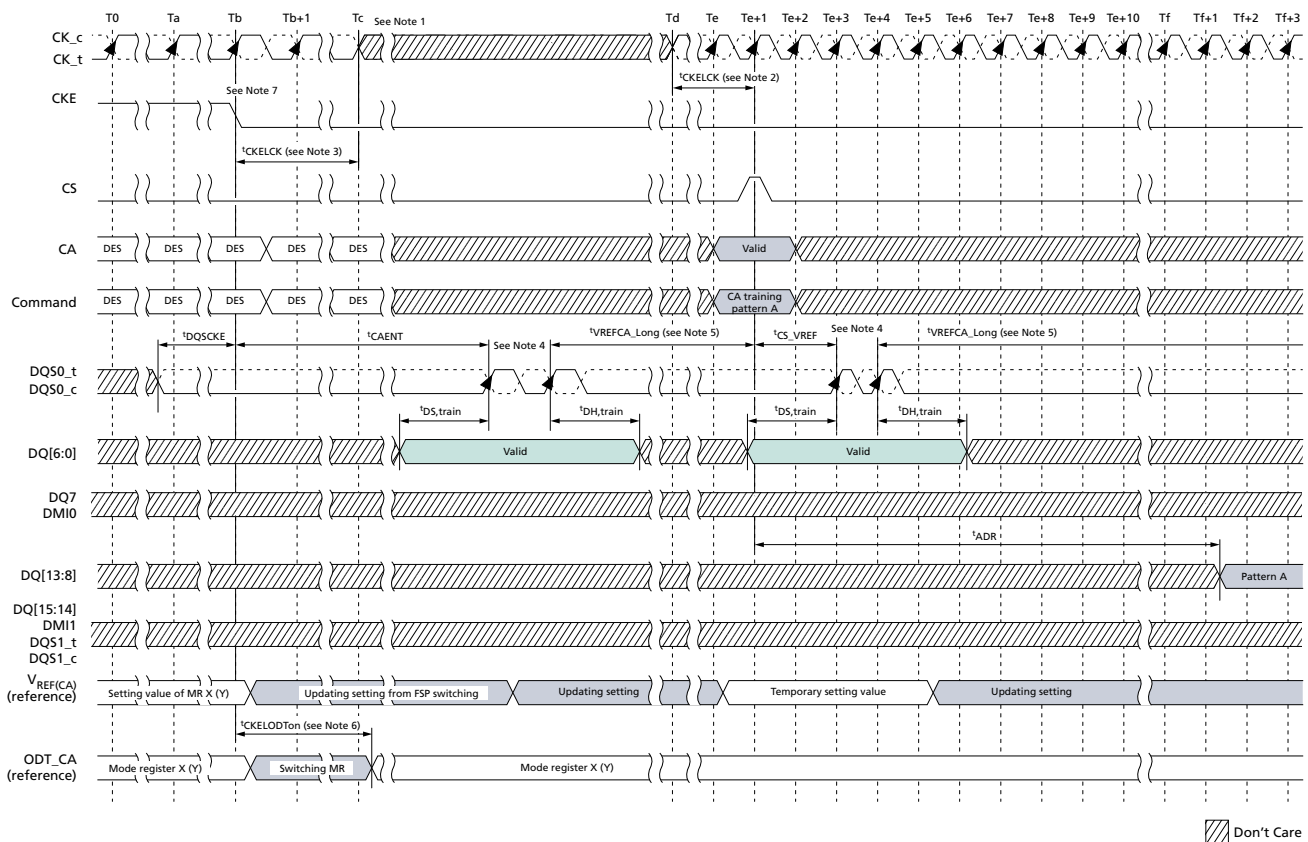 T0 Ta Tb Tb+1 Tc See Note 1 Td Te Te+1 Te+2 Te+3 Te+4 Te+5 Te+6 Te+7 Te+8 Te+9 Te+10 Tf Tf+1 Tf+2 Tf+3
CK_c
CK_t
tCKELCK (see Note 2)
See Note 7
CKE
tCKELCK (see Note 3)
CS
CA DES DES DES DES DES Valid
Command DES DES DES DES DES CA training
pattern A
tDQSCKE tCAENT See Note 4 tVREFCA_Long (see Note 5) tCS_VREF See Note 4 tVREFCA_Long (see Note 5)
DQS0_t
DQS0_c
tDS,train tDH,train tDS,train tDH,train
DQ[6:0] Valid Valid
DQ7
DMI0
tADR
DQ[13:8] Pattern A
DQ[15:14]
DMI1
DQS1_t
DQS1_c
VREF(CA)
(reference) Setting value of MR X (Y) Updating setting from FSP switching Updating setting Temporary setting value Updating setting
tCKELODTon (see Note 6)
ODT_CA
(reference) Mode register X (Y) Switching MR Mode register X (Y)
Don't Care